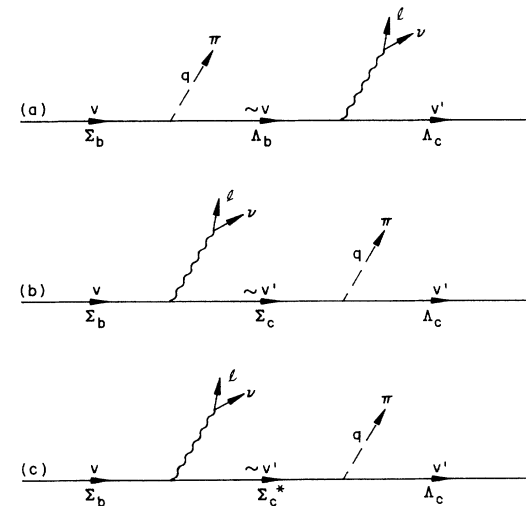 π ℓ
q ν
(a) v ~v v'
Σb Λb Λc
ℓ
ν π
q
(b) v ~v' v'
Σb Σc Λc
ℓ
ν π
q
(c) v ~v' v'
Σb Σc* Λc